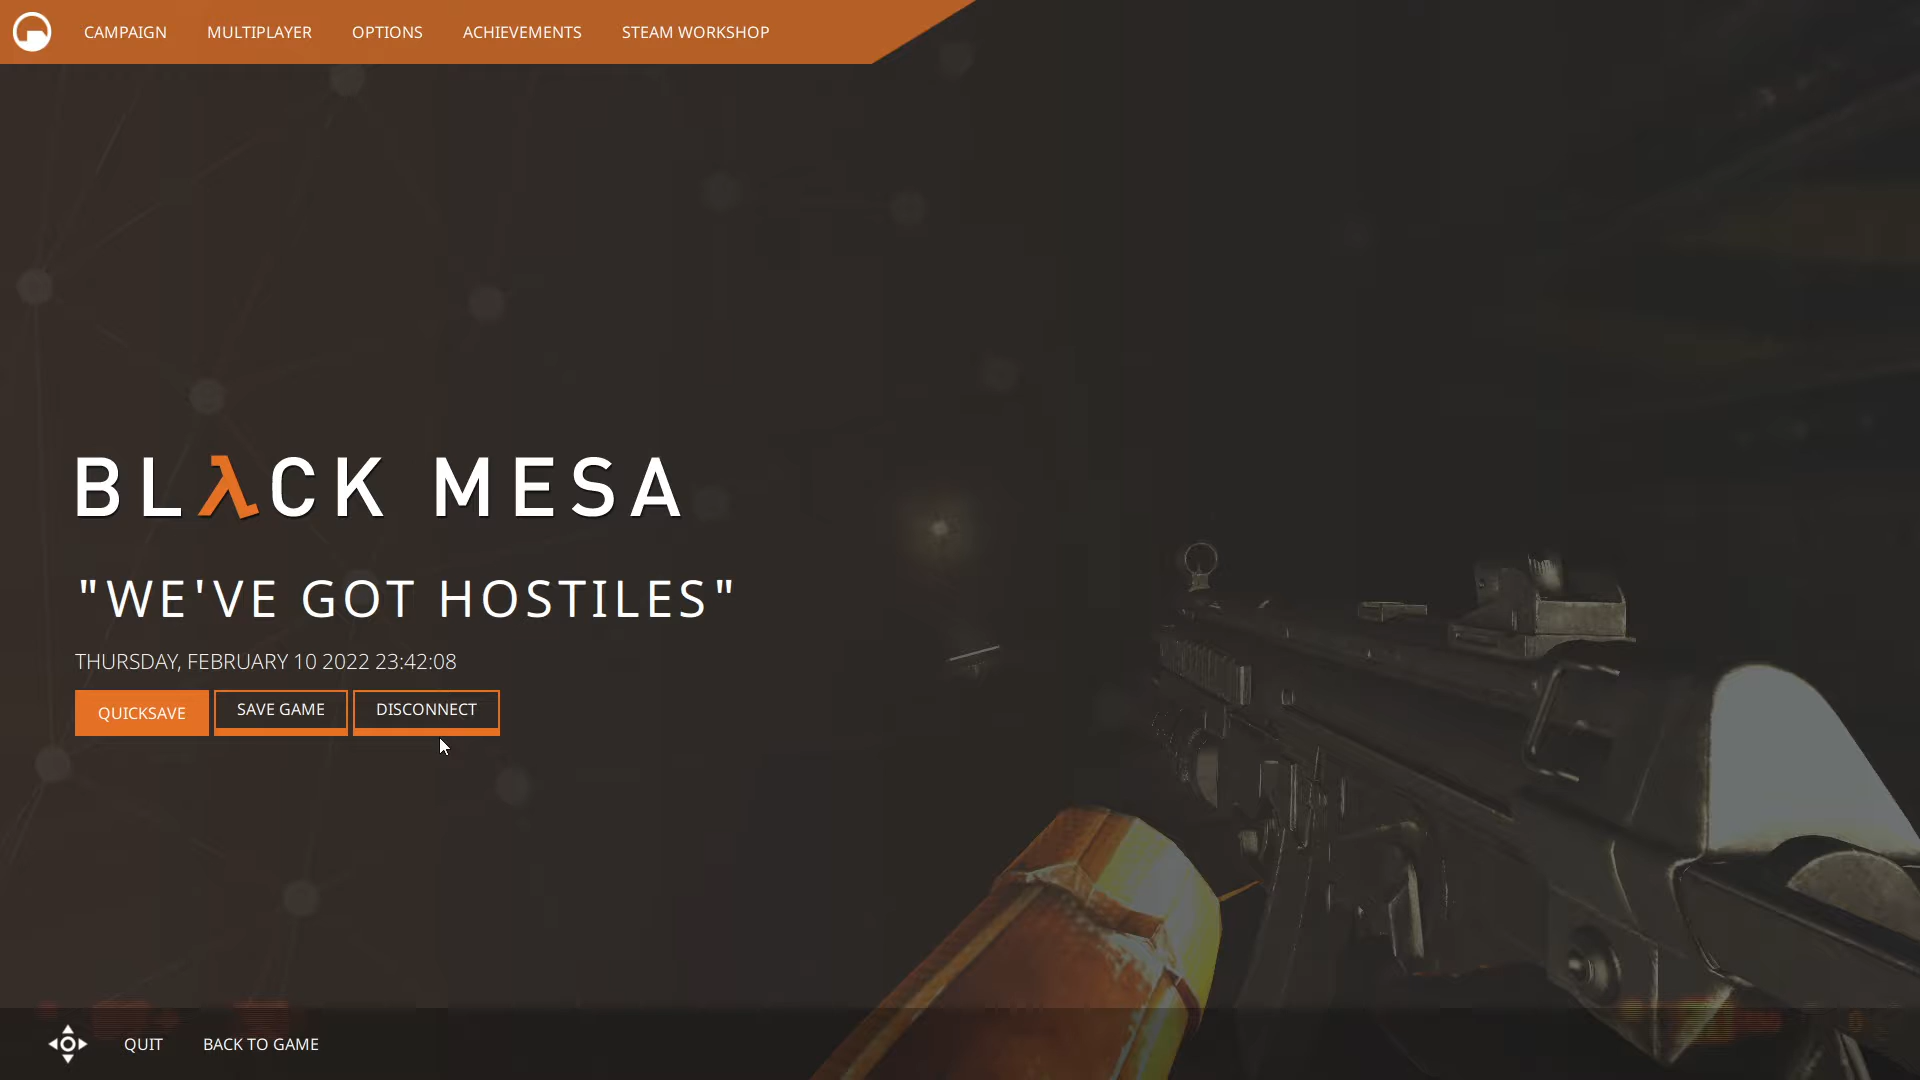 CAMPAIGN MULTIPLAYER OPTIONS ACHIEVEMENTS STEAM WORKSHOP
BLλCK MESA
"WE'VE GOT HOSTILES"
THURSDAY, FEBRUARY 10 2022 23:42:08
QUICKSAVE SAVE GAME DISCONNECT
QUIT BACK TO GAME